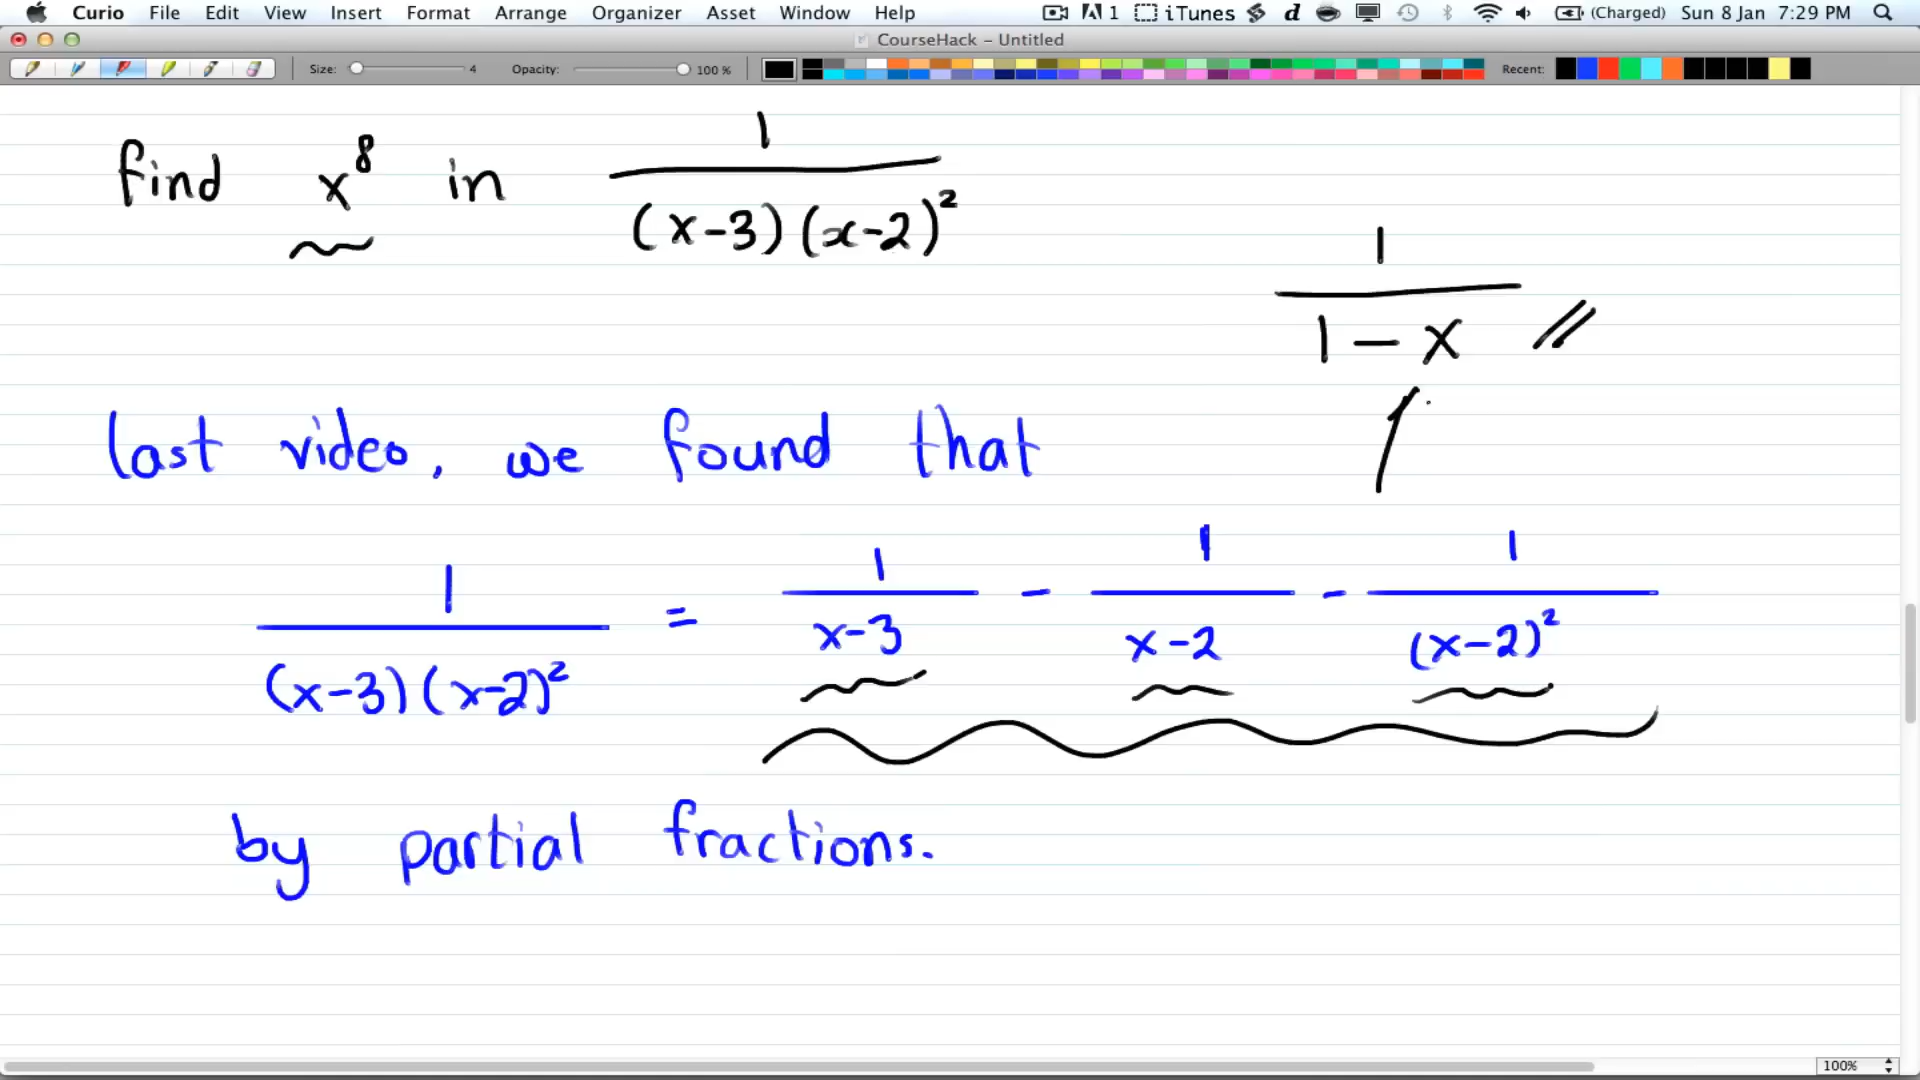 Curio File Edit View Insert Format Arrange Organizer Asset Window Help 1 iTunes d (Charged) Sun 8 Jan 7:29 PM
CourseHack – Untitled
Size: 4 Opacity: 100 % Recent:
find x⁸ in 1/((x-3)(x-2)²)
1/(1-x)
last video, we found that
1/((x-3)(x-2)²) = 1/(x-3) - 1/(x-2) - 1/(x-2)²
by partial fractions.
100%